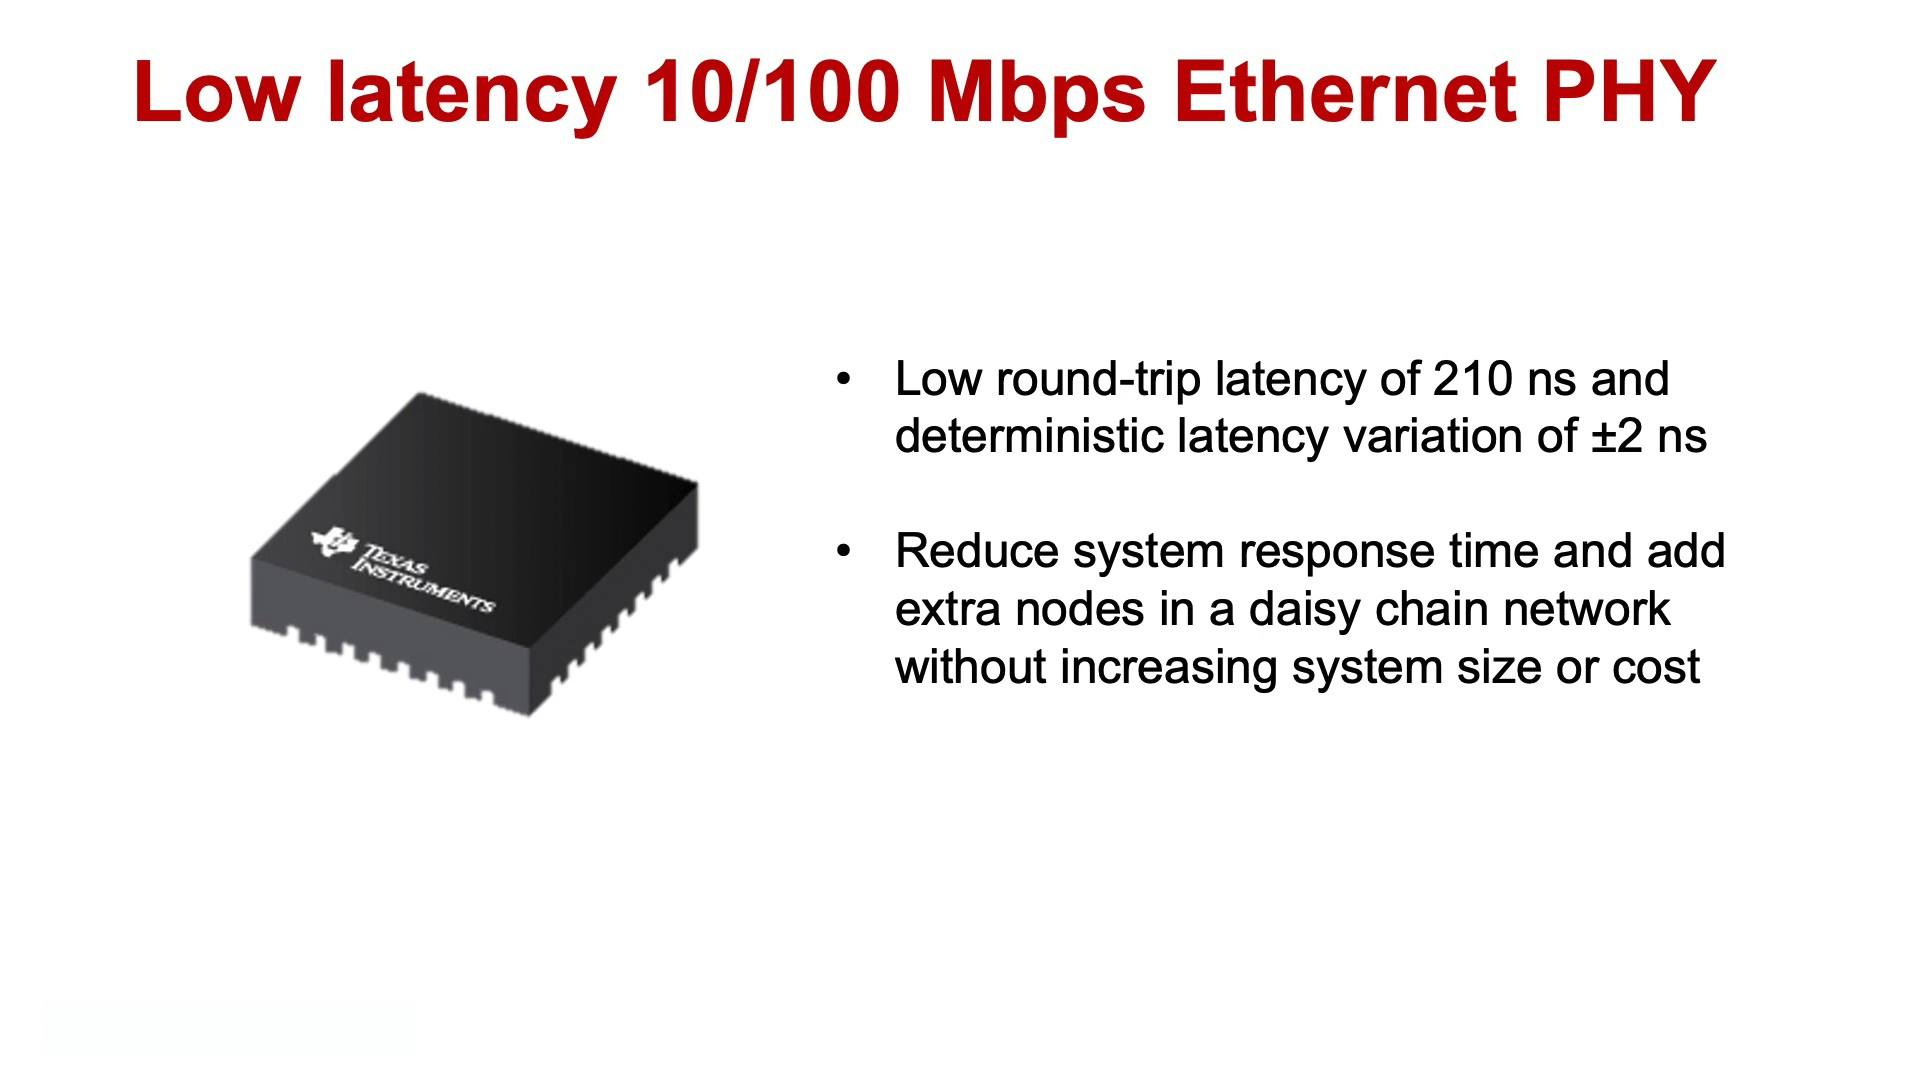 Low latency 10/100 Mbps Ethernet PHY
• Low round-trip latency of 210 ns and
deterministic latency variation of ±2 ns
• Reduce system response time and add
extra nodes in a daisy chain network
without increasing system size or cost
TEXAS
INSTRUMENTS